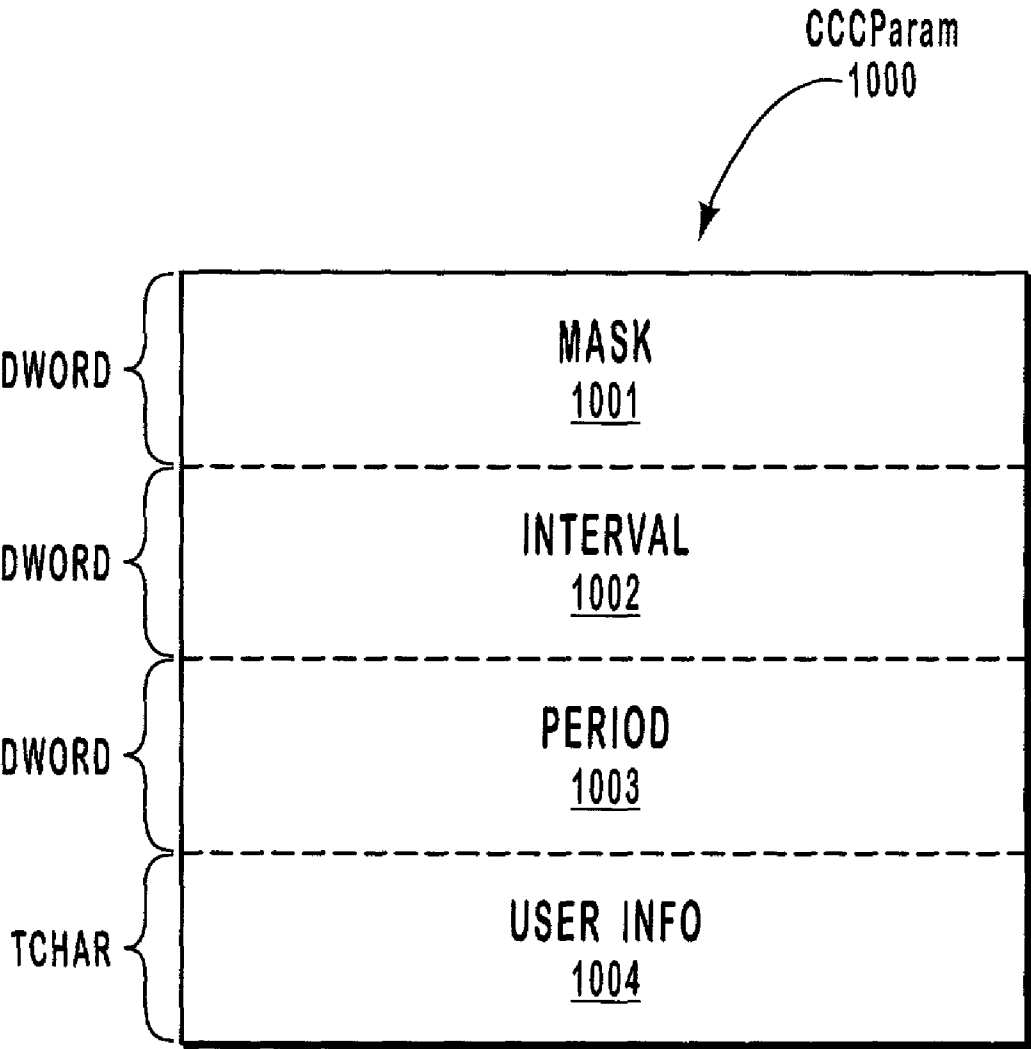 CCCParam
1000
DWORD
MASK
1001
DWORD
INTERVAL
1002
DWORD
PERIOD
1003
TCHAR
USER INFO
1004